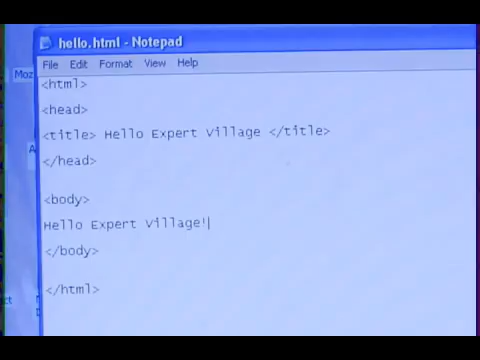 hello.html - Notepad
File Edit Format View Help
Moz
<html>
<head>
<title> Hello Expert Village </title>
</head>
<body>
Hello Expert Village!
</body>
</html>